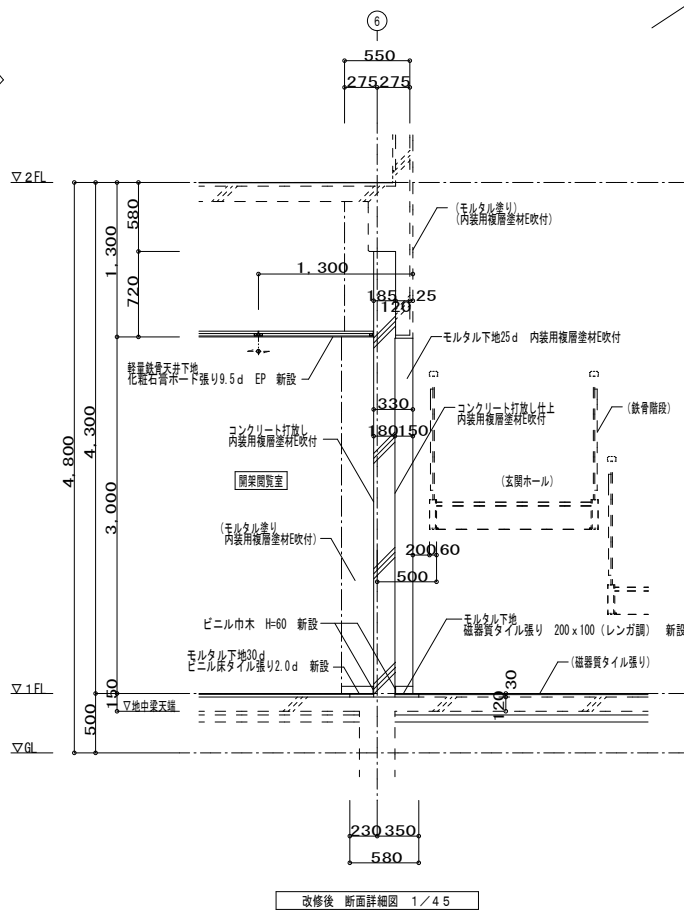 6
550
275 275
▽2FL
580
1,300
720
(モルタル塗り)
(内装用複層塗材E吹付)
1,300
185 25
120
モルタル下地25d 内装用複層塗材E吹付
軽量鉄骨天井下地
化粧石膏ボード張り9.5d EP 新設
330
180 150
コンクリート打放し仕上
内装用複層塗材E吹付
(鉄骨階段)
コンクリート打放し
内装用複層塗材E吹付
4,800
4,300
3,000
開架閲覧室
(玄関ホール)
(モルタル塗り
内装用複層塗材E吹付)
200 60
500
ビニル巾木 H=60 新設
モルタル下地
磁器質タイル張り 200x100 (レンガ調) 新設
モルタル下地30d
ビニル床タイル張り2.0d 新設
(磁器質タイル張り)
▽1FL
150
▽地中梁天端
500
30
120
▽GL
230 350
580
改修後 断面詳細図 1/45